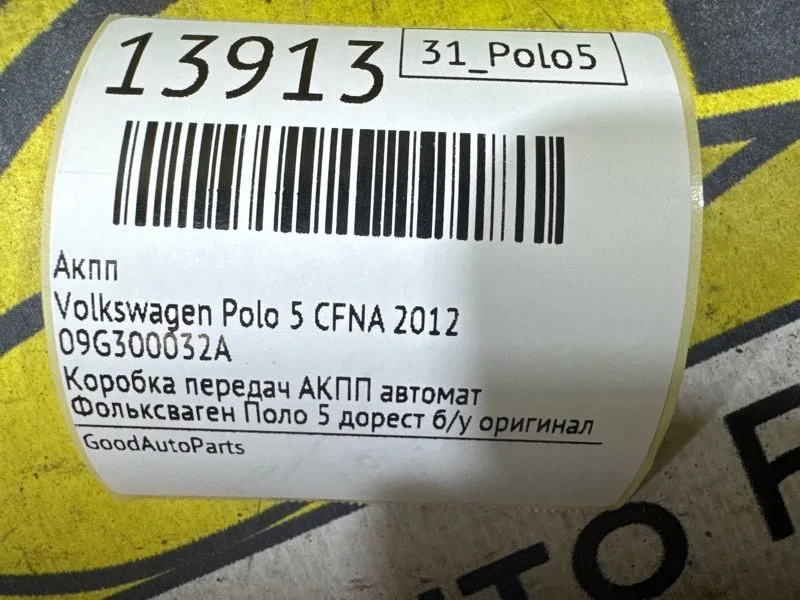 13913
31_Polo5
Акпп
Volkswagen Polo 5 CFNA 2012
09G300032A
Коробка передач АКПП автомат
Фольксваген Поло 5 дорест б/у оригинал
GoodAutoParts